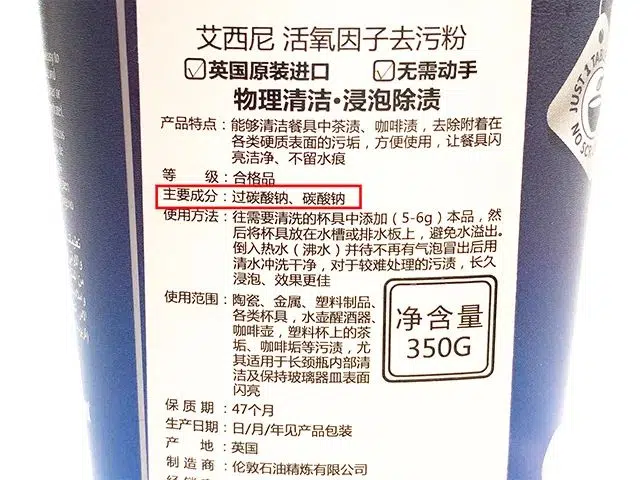 艾西尼 活氧因子去污粉
英国原装进口 无需动手
物理清洁·浸泡除渍
产品特点：能够清洁餐具中茶渍、咖啡渍，去除附着在
各类硬质表面的污垢，方便使用，让餐具闪
亮洁净、不留水痕
等 级：合格品
主要成分：过碳酸钠、碳酸钠
使用方法：往需要清洗的杯具中添加（5-6g）本品，然
后将杯具放在水槽或排水板上，避免水溢出。
倒入热水（沸水）并待不再有气泡冒出后用
清水冲洗干净，对于较难处理的污渍，长久
浸泡、效果更佳
使用范围：陶瓷、金属、塑料制品、
各类杯具，水壶醒酒器、
咖啡壶，塑料杯上的茶
垢、咖啡垢等污渍，尤
其适用于长颈瓶内部清
洁及保持玻璃器皿表面
闪亮
净含量
350G
保 质 期：47个月
生产日期：日/月/年见产品包装
产 地：英国
制 造 商：伦敦石油精炼有限公司
JUST 1 TABL
NO SCR